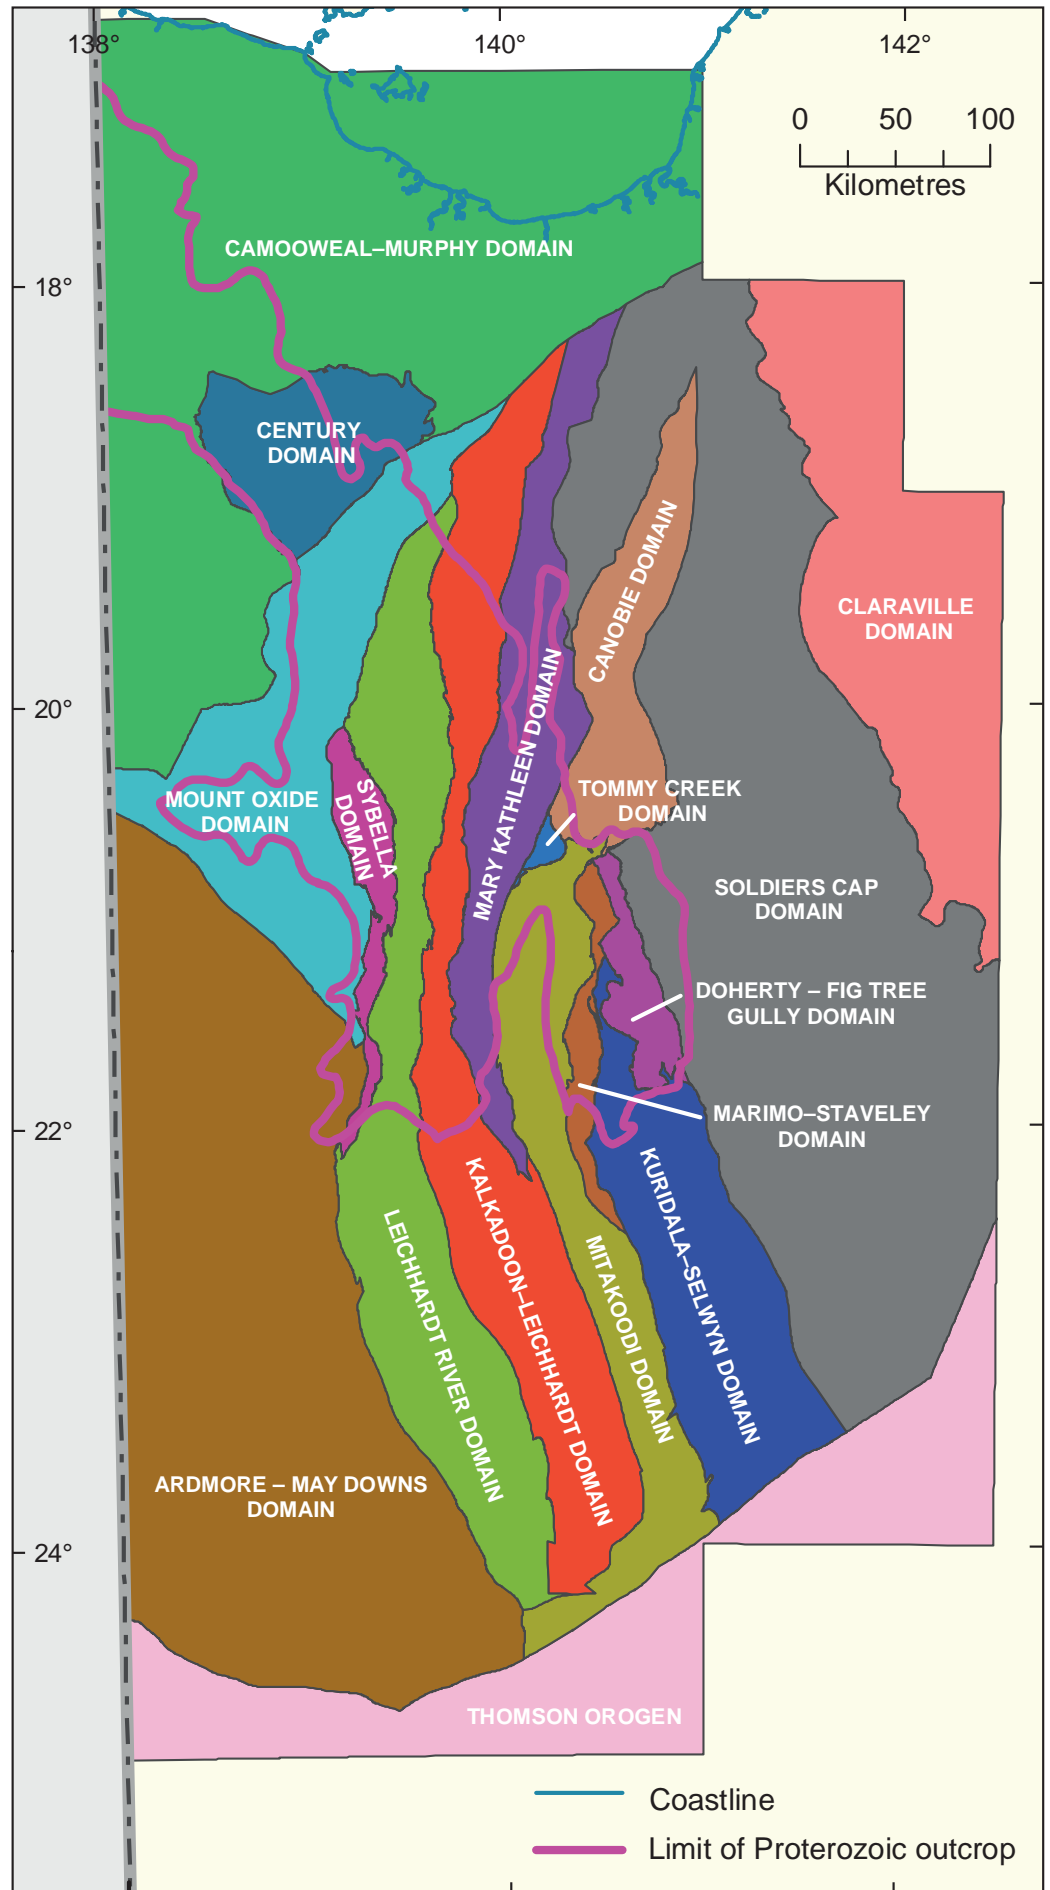 138°
140°
142°
0 50 100
Kilometres
CAMOOWEAL–MURPHY DOMAIN
18°
CENTURY
DOMAIN
CANOBIE DOMAIN
CLARAVILLE
DOMAIN
20°
MARY KATHLEEN DOMAIN
MOUNT OXIDE
DOMAIN
SYBELLA
DOMAIN
TOMMY CREEK
DOMAIN
SOLDIERS CAP
DOMAIN
DOHERTY – FIG TREE
GULLY DOMAIN
MARIMO–STAVELEY
DOMAIN
22°
LEICHHARDT RIVER DOMAIN
KALKADOON–LEICHHARDT DOMAIN
MITAKOODI DOMAIN
KURIDALA–SELWYN DOMAIN
ARDMORE – MAY DOWNS
DOMAIN
24°
THOMSON OROGEN
Coastline
Limit of Proterozoic outcrop